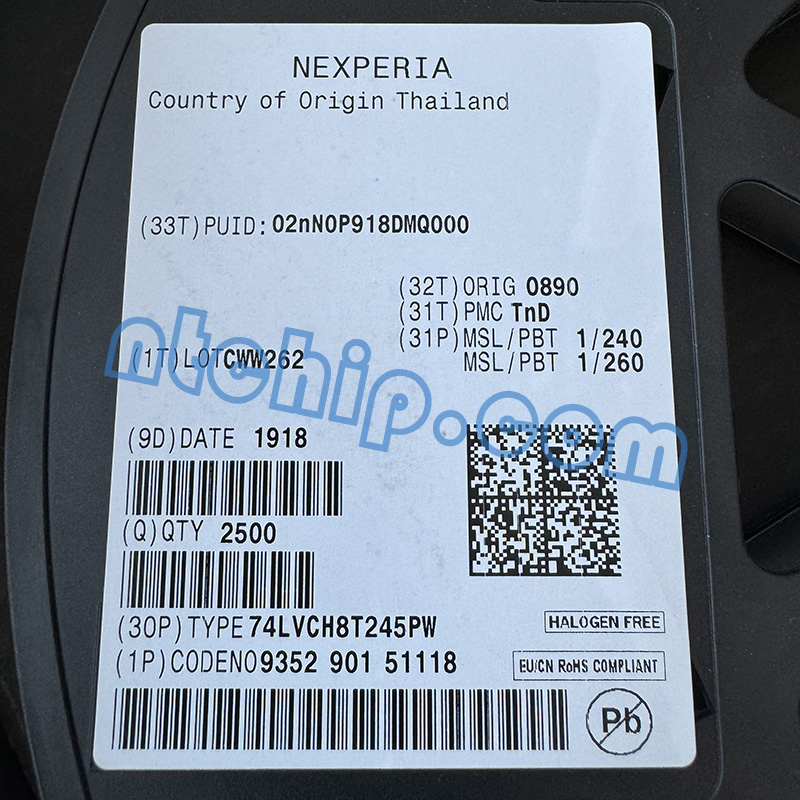 NEXPERIA
Country of Origin Thailand
(33T)PUID: 02nN0P918DMQ000
(32T)ORIG 0890
(31T)PMC TnD
(31P)MSL/PBT 1/240
MSL/PBT 1/260
(1T)LOTCWW262
ntchip.com
(9D)DATE 1918
(Q)QTY 2500
(30P)TYPE 74LVCH8T245PW
HALOGEN FREE
(1P)CODENO9352 901 51118
EU/CN RoHS COMPLIANT
Pb